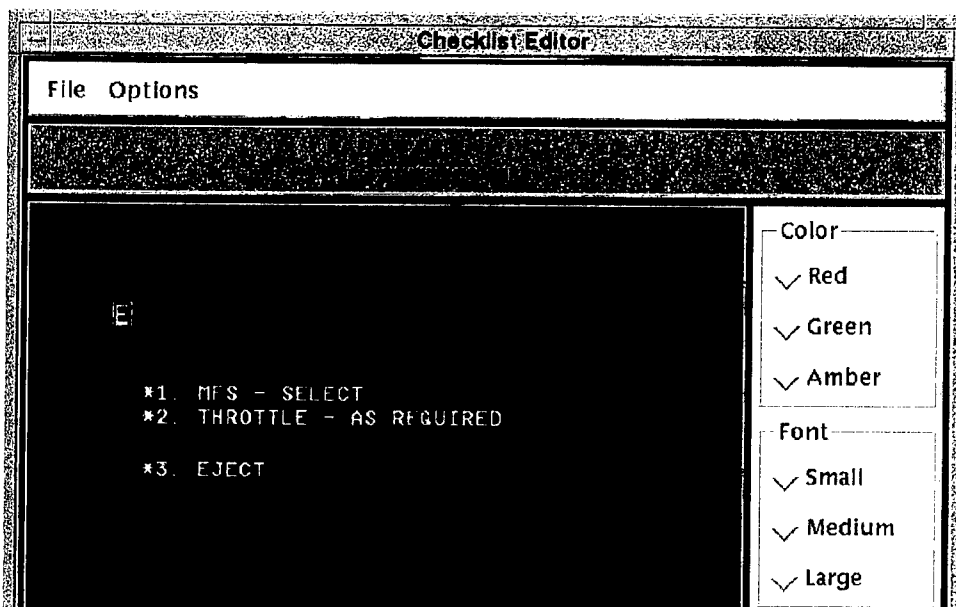 Checklist Editor
File Options
E
*1. MFS - SELECT
*2. THROTTLE - AS REQUIRED
*3. EJECT
Color
Red
Green
Amber
Font
Small
Medium
Large